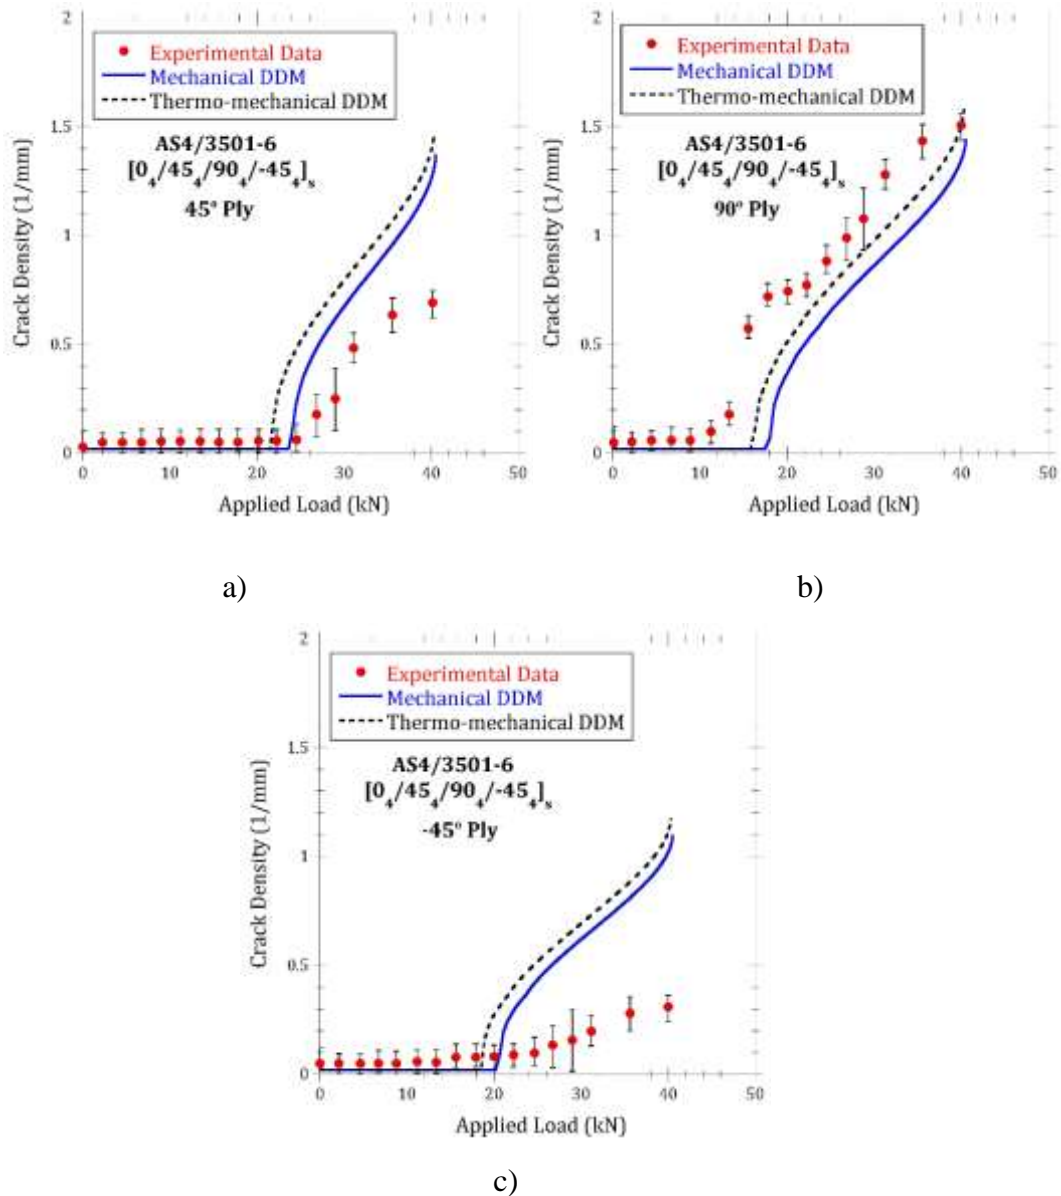 2
Experimental Data
Mechanical DDM
Thermo-mechanical DDM
1.5
AS4/3501-6
[0₄/45₄/90₄/-45₄]ₛ
45° Ply
1
0.5
0
Crack Density (1/mm)
0 10 20 30 40 50
Applied Load (kN)
a)
2
Experimental Data
Mechanical DDM
Thermo-mechanical DDM
1.5
AS4/3501-6
[0₄/45₄/90₄/-45₄]ₛ
90° Ply
1
0.5
0
Crack Density (1/mm)
0 10 20 30 40 50
Applied Load (kN)
b)
2
Experimental Data
Mechanical DDM
Thermo-mechanical DDM
1.5
AS4/3501-6
[0₄/45₄/90₄/-45₄]ₛ
-45° Ply
1
0.5
0
Crack Density (1/mm)
0 10 20 30 40 50
Applied Load (kN)
c)